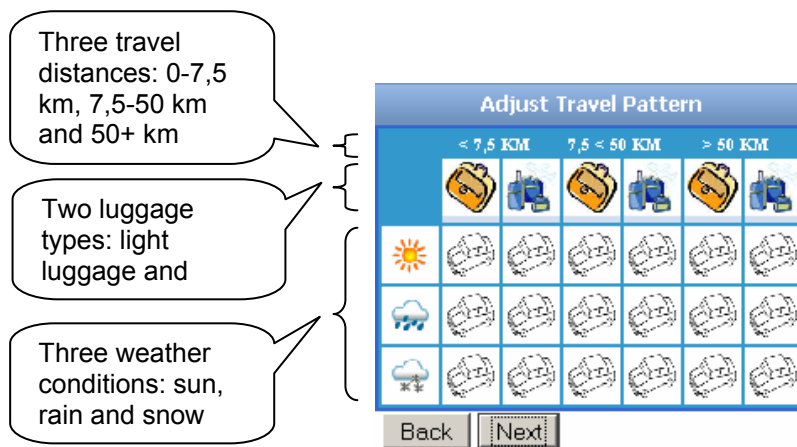 Three travel
distances: 0-7,5
km, 7,5-50 km
and 50+ km
Two luggage
types: light
luggage and
Three weather
conditions: sun,
rain and snow
Adjust Travel Pattern
< 7,5 KM 7,5 < 50 KM > 50 KM
Back Next